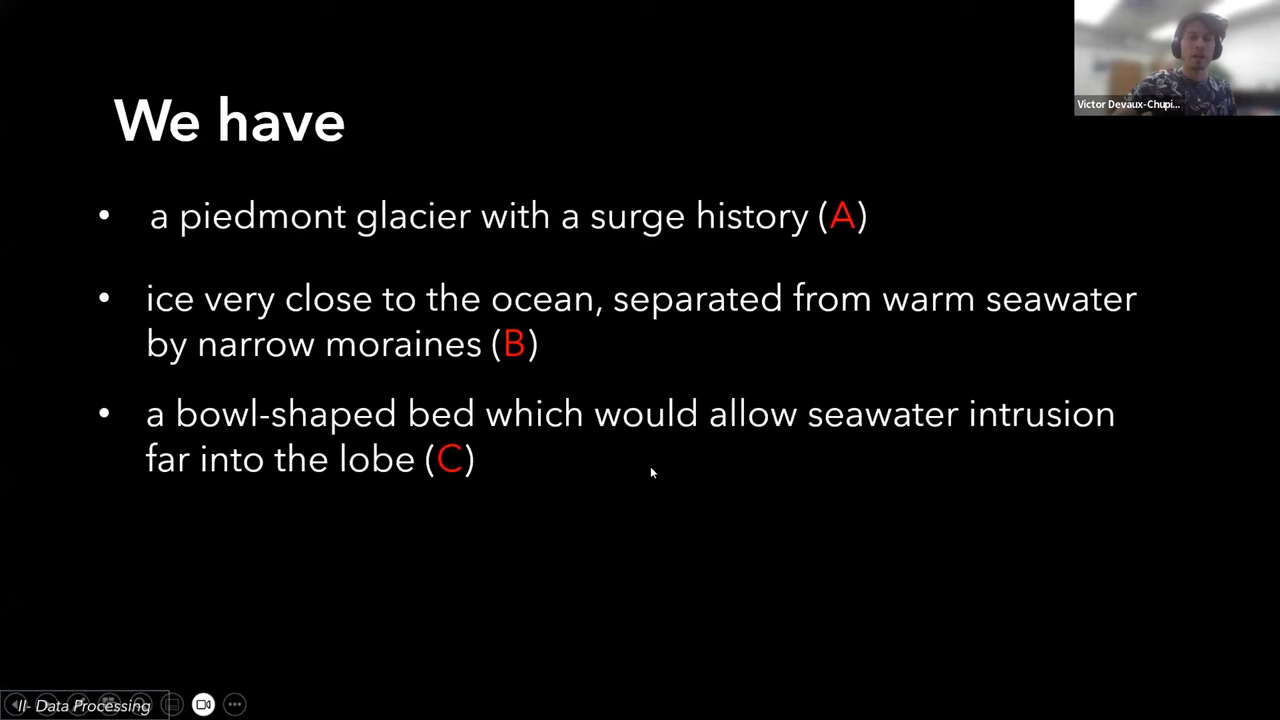 Victor Devaux-Chupi...
We have
• a piedmont glacier with a surge history (A)
• ice very close to the ocean, separated from warm seawater
by narrow moraines (B)
• a bowl-shaped bed which would allow seawater intrusion
far into the lobe (C)
II- Data Processing